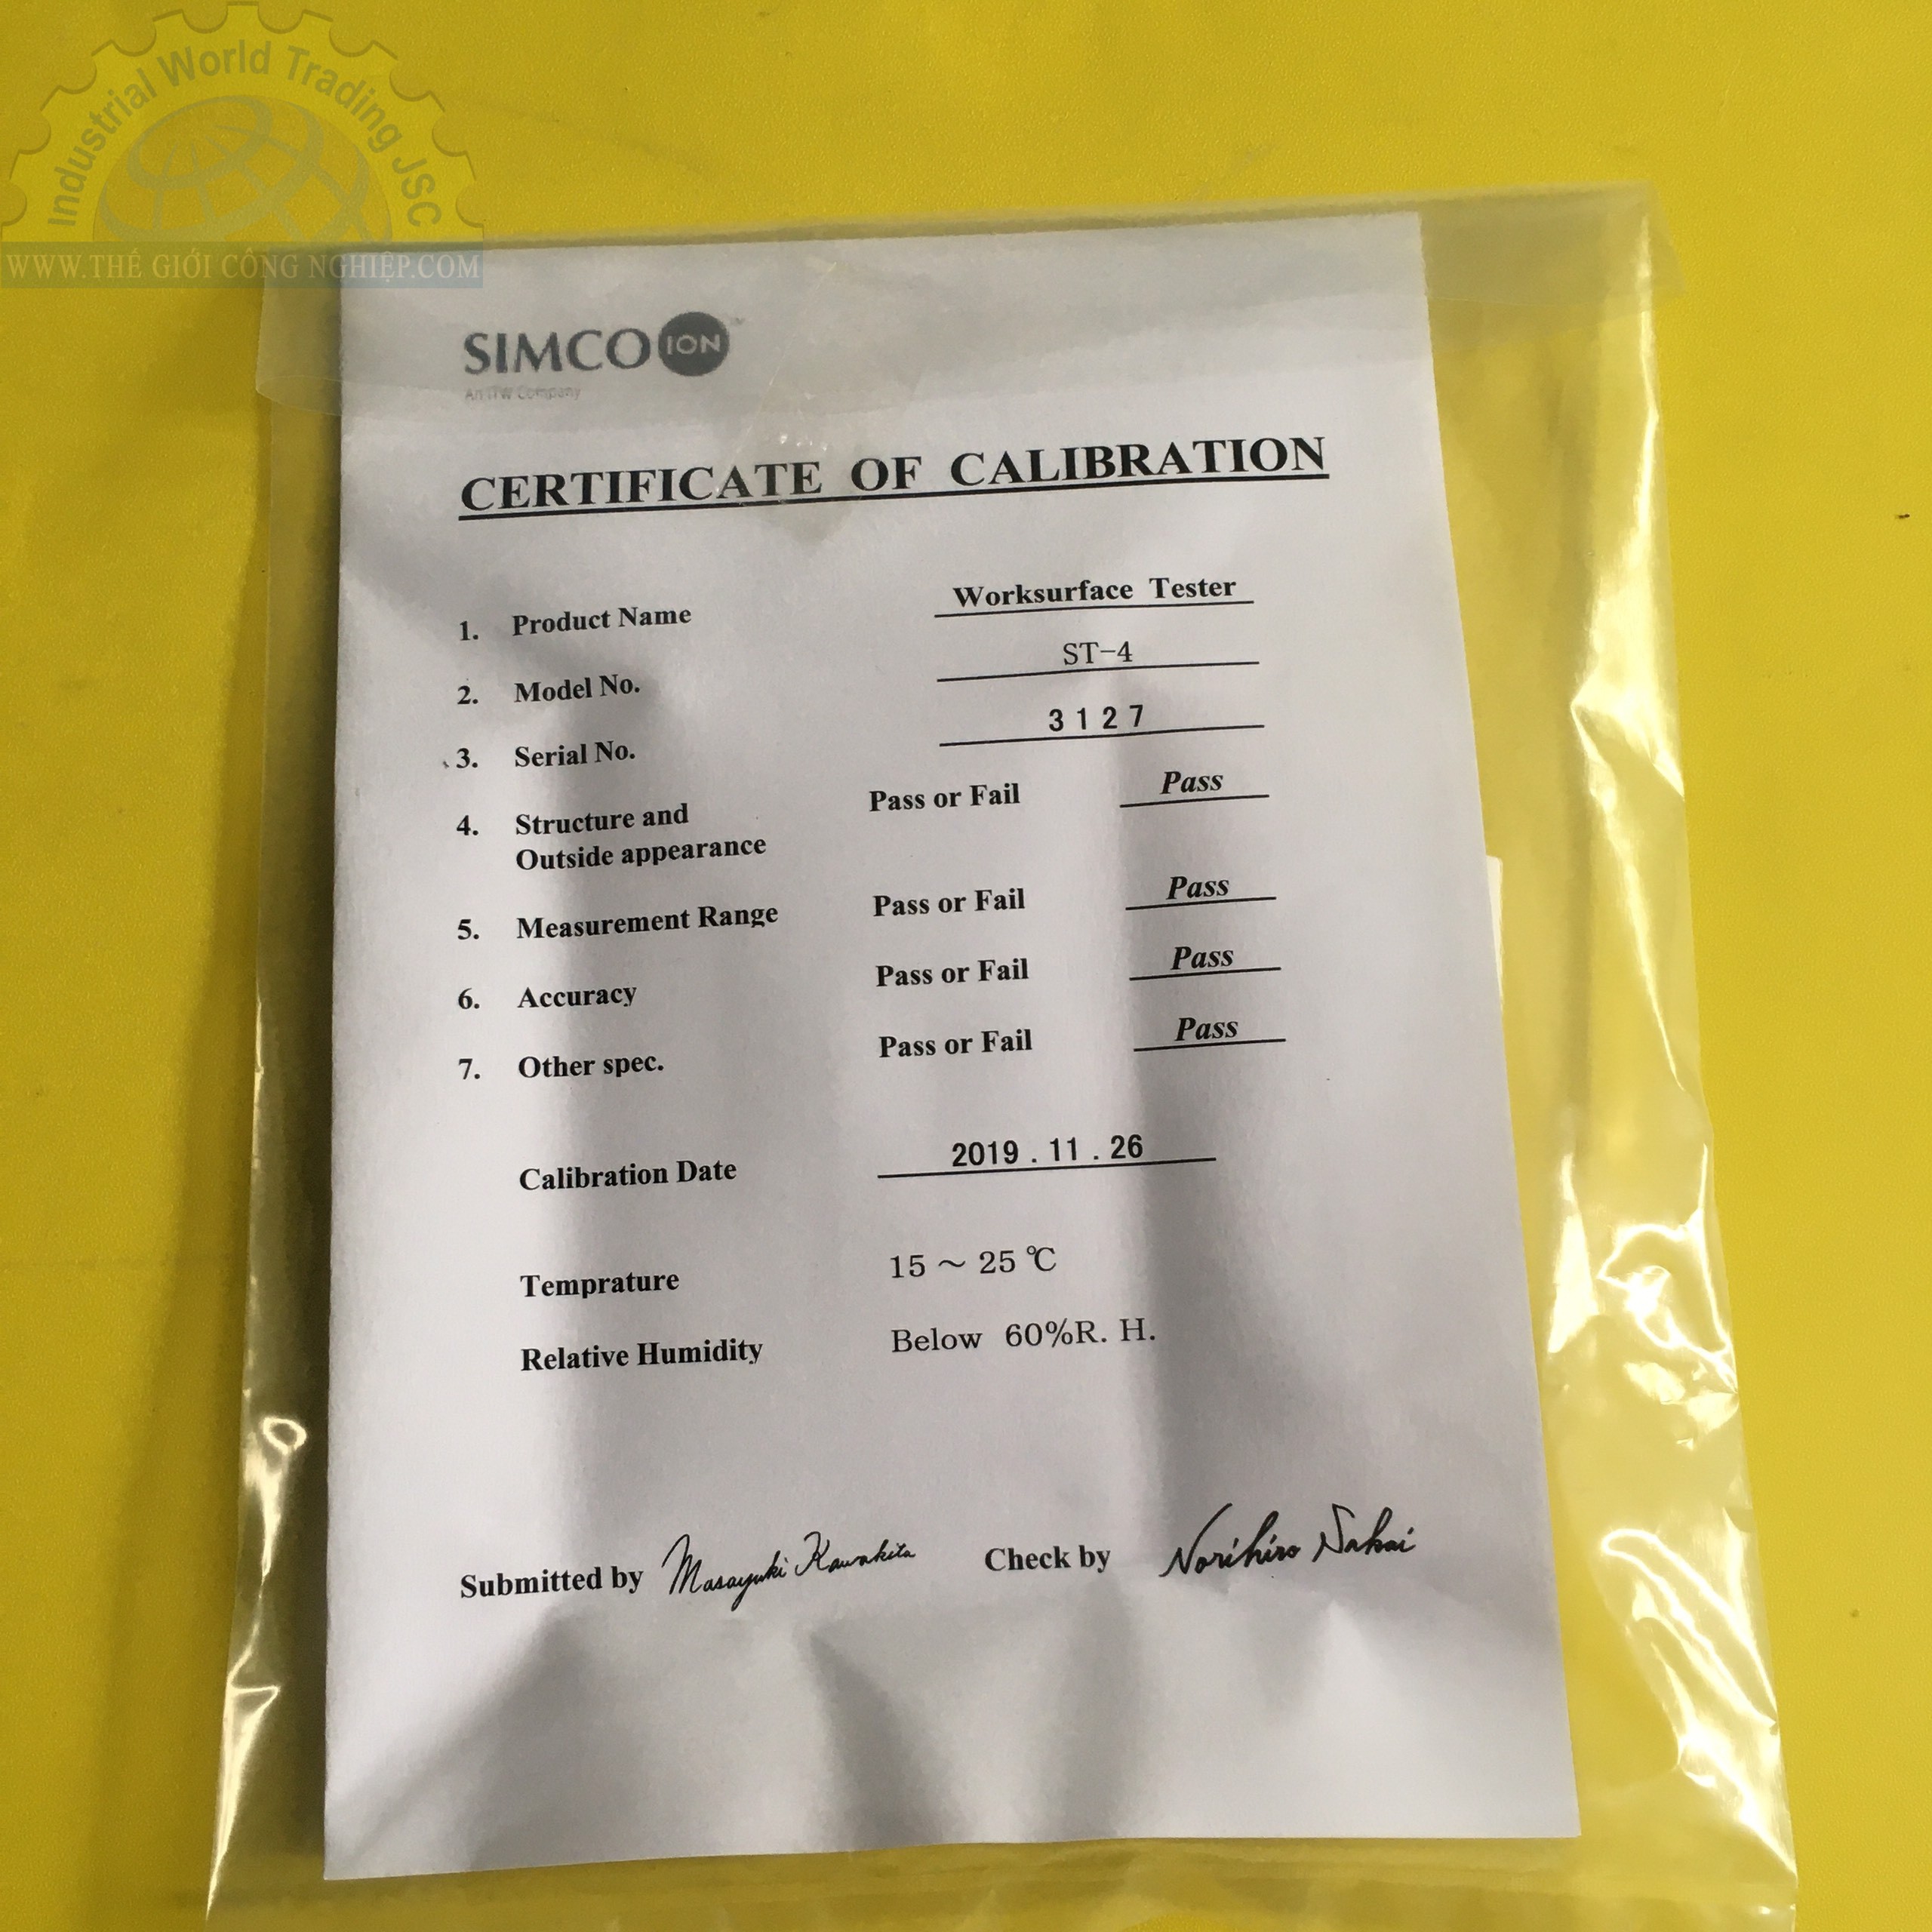 Industrial World Trading JSC
WWW.THẾ GIỚI CÔNG NGHIỆP.COM
SIMCO ION
An ITW Company
CERTIFICATE OF CALIBRATION
1. Product Name Worksurface Tester
2. Model No. ST-4
3. Serial No. 3127
4. Structure and Pass or Fail Pass
Outside appearance
5. Measurement Range Pass or Fail Pass
6. Accuracy Pass or Fail Pass
7. Other spec. Pass or Fail Pass
Calibration Date 2019 . 11 . 26
Temprature 15 ~ 25 ℃
Relative Humidity Below 60%R. H.
Submitted by Masayuki Kawakita Check by Norihiro Nakai